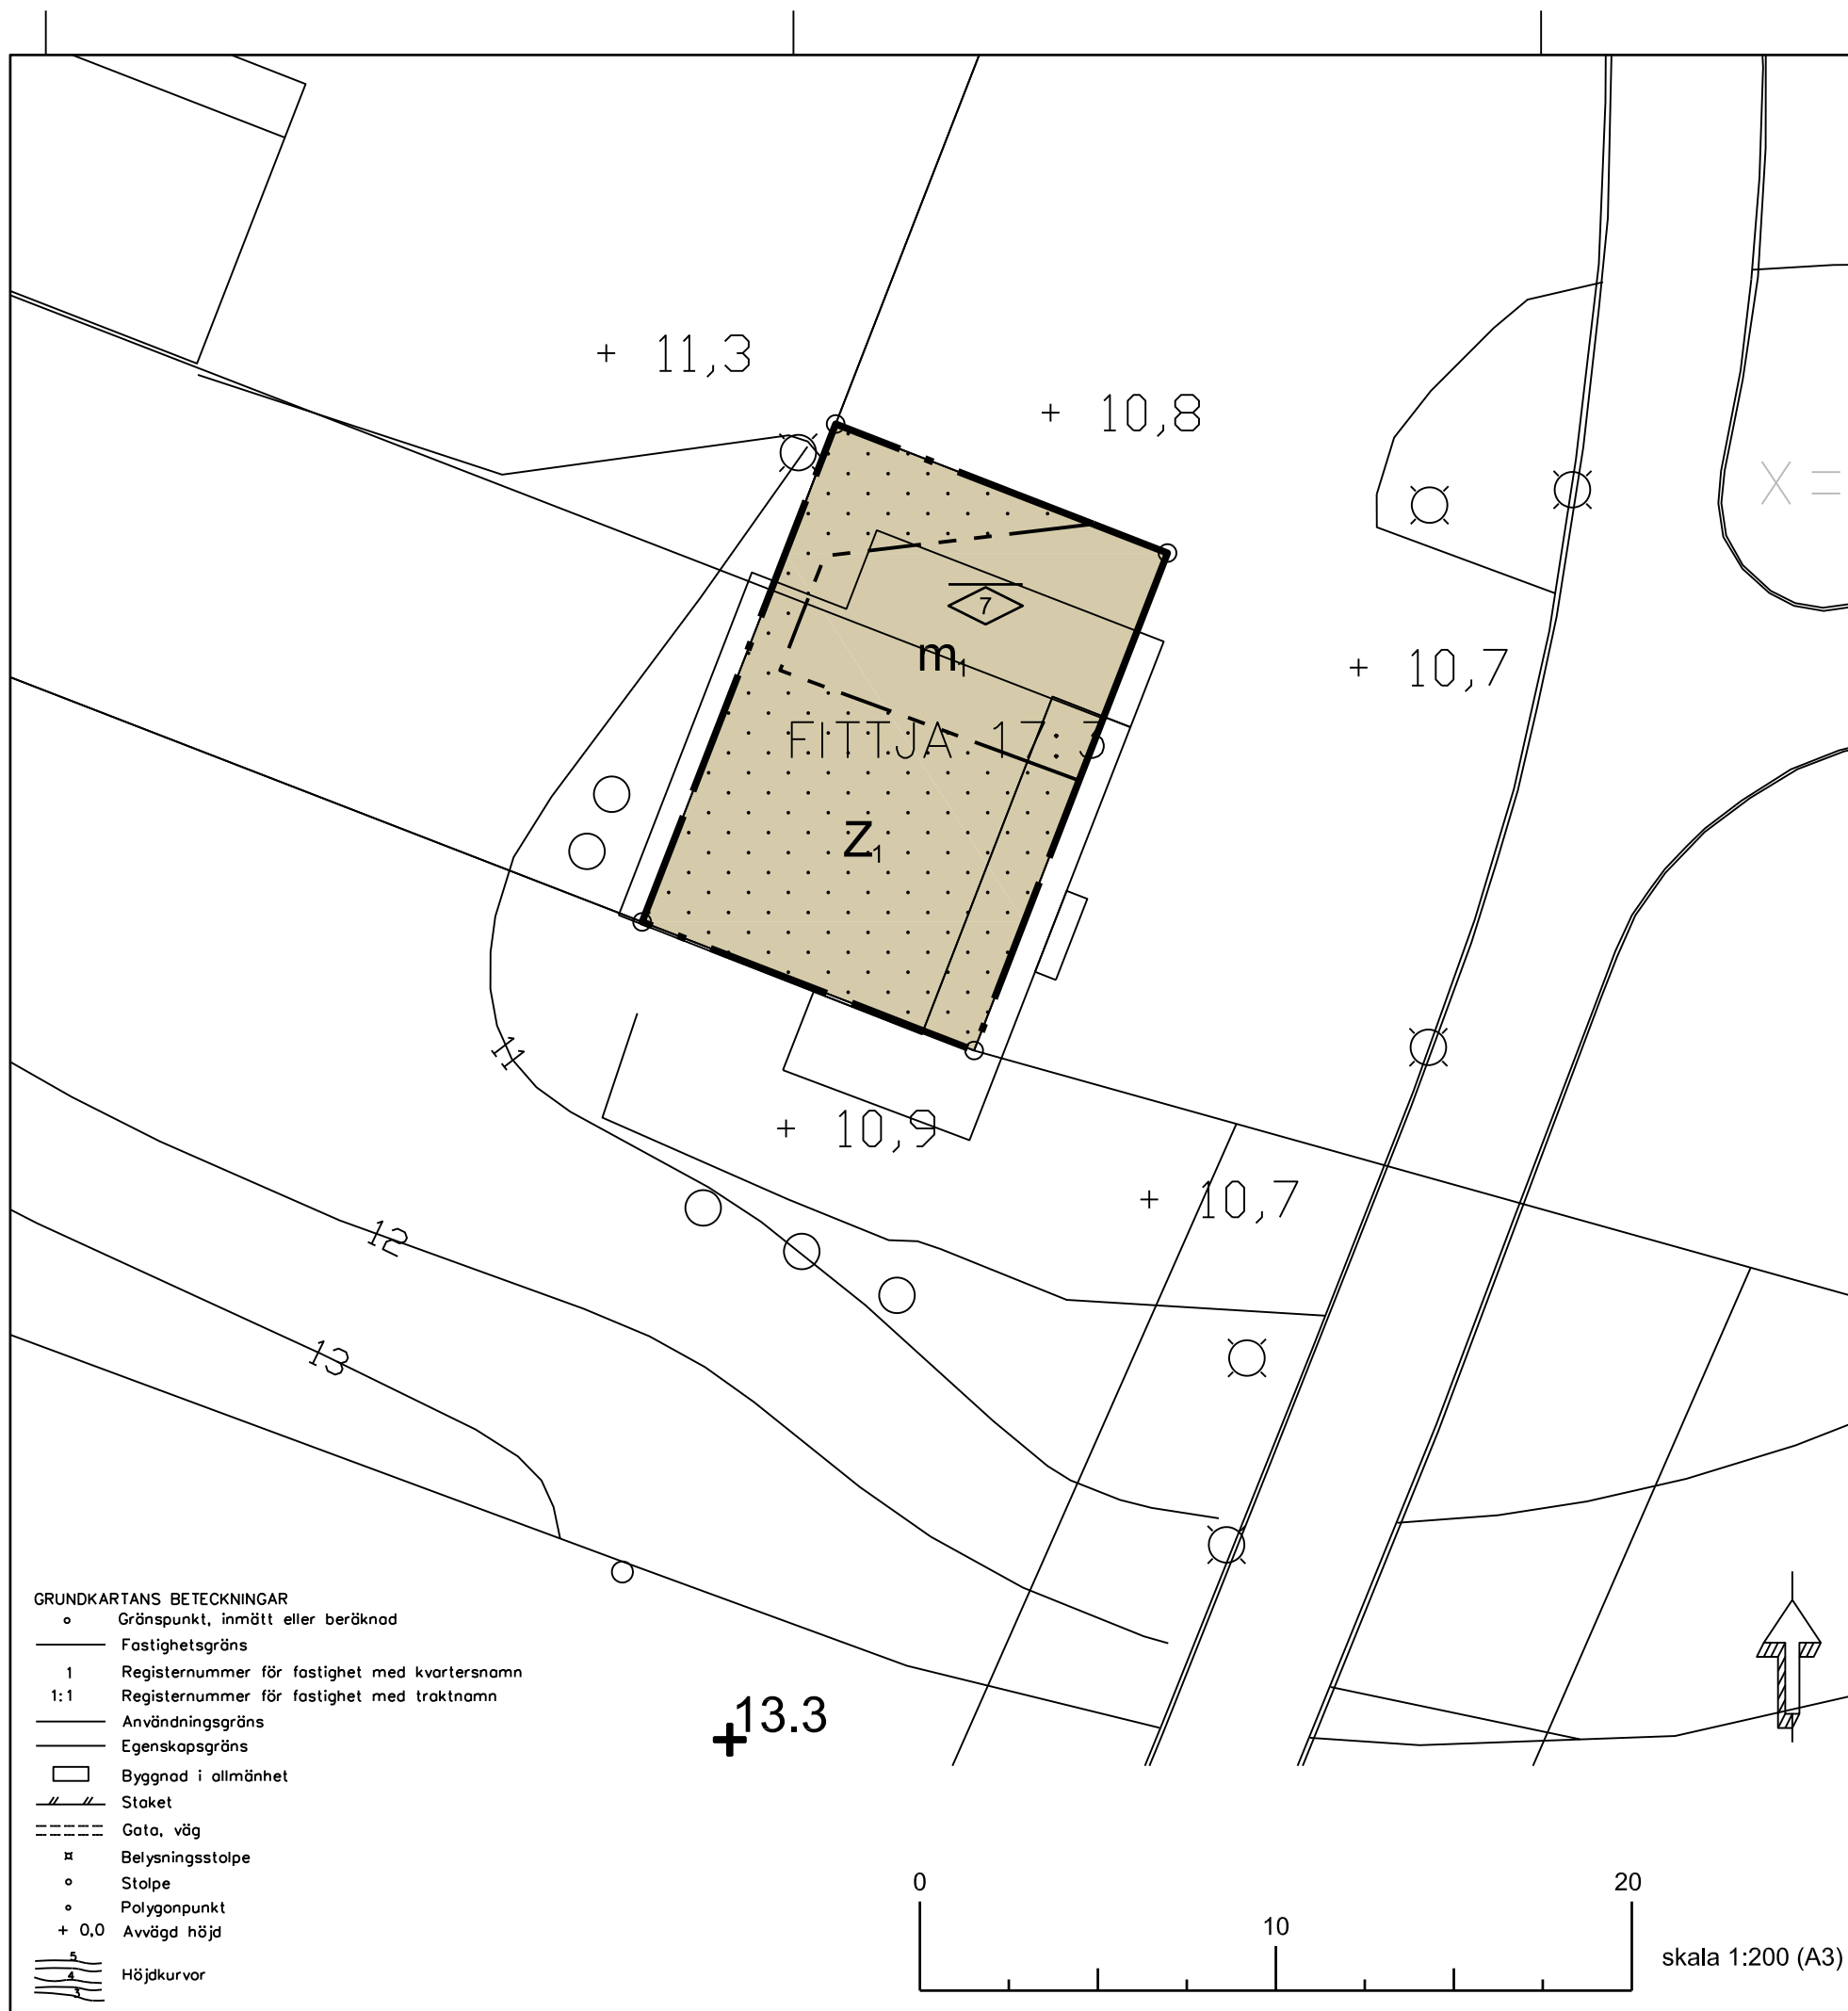 + 11,3
+ 10,8
X =
7
m1
+ 10,7
FITTJA 17:3
z1
11
+ 10,9
+ 10,7
12
13
GRUNDKARTANS BETECKNINGAR
Gränspunkt, inmätt eller beräknad
Fastighetsgräns
1 Registernummer för fastighet med kvartersnamn
1:1 Registernummer för fastighet med traktnamn
Användningsgräns
Egenskapsgräns
Byggnad i allmänhet
Staket
Gata, väg
Belysningsstolpe
Stolpe
Polygonpunkt
+ 0,0 Avvägd höjd
5
4 Höjdkurvor
3
+13.3
0 20
10
skala 1:200 (A3)